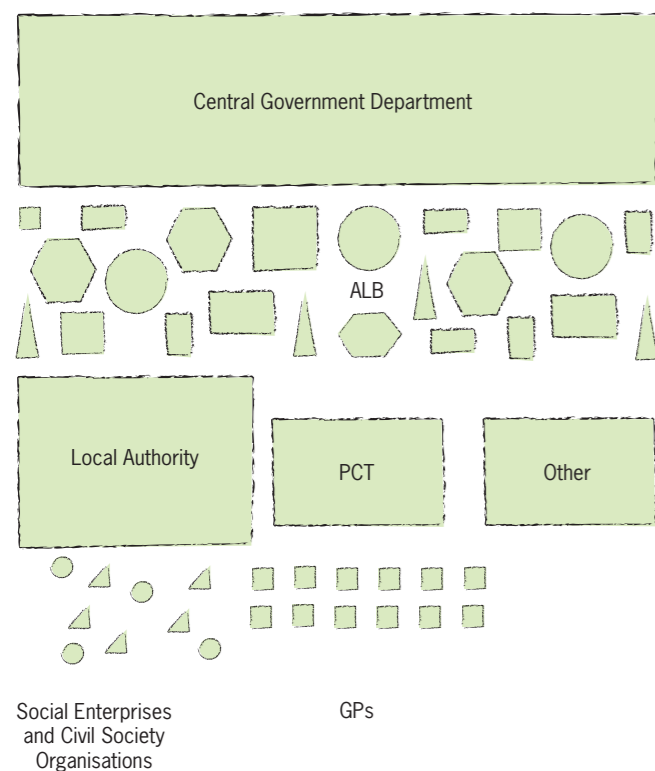 Central Government Department
ALB
Local Authority
PCT
Other
Social Enterprises
and Civil Society
Organisations
GPs